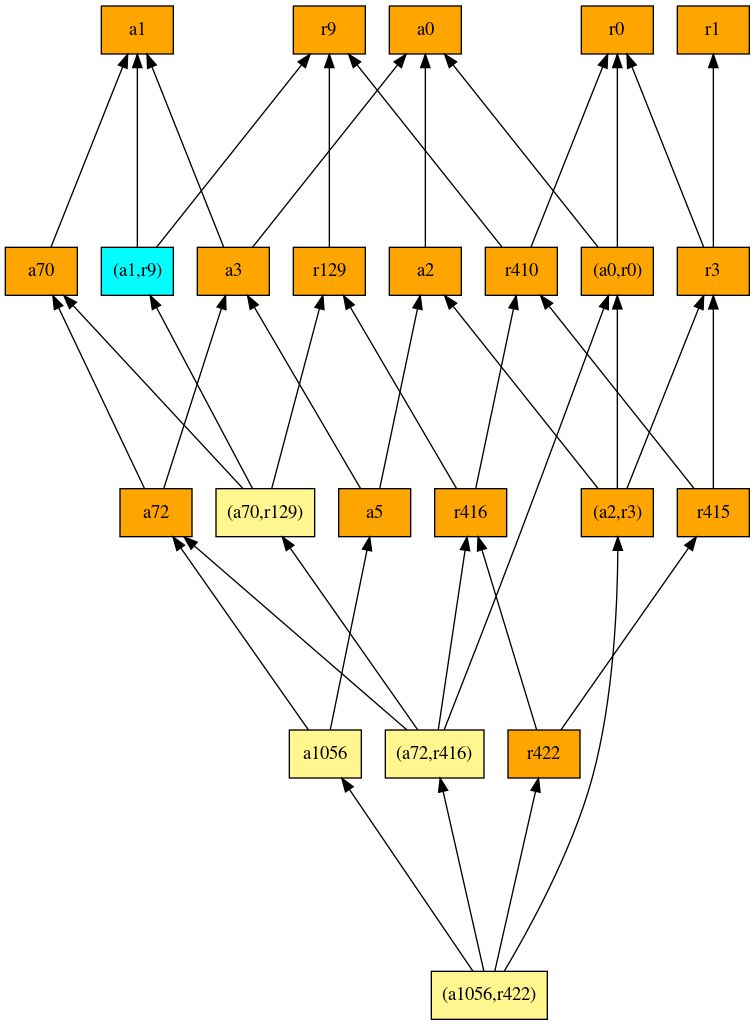 a1
r9
a0
r0
r1
a70
(a1,r9)
a3
r129
a2
r410
(a0,r0)
r3
a72
(a70,r129)
a5
r416
(a2,r3)
r415
a1056
(a72,r416)
r422
(a1056,r422)